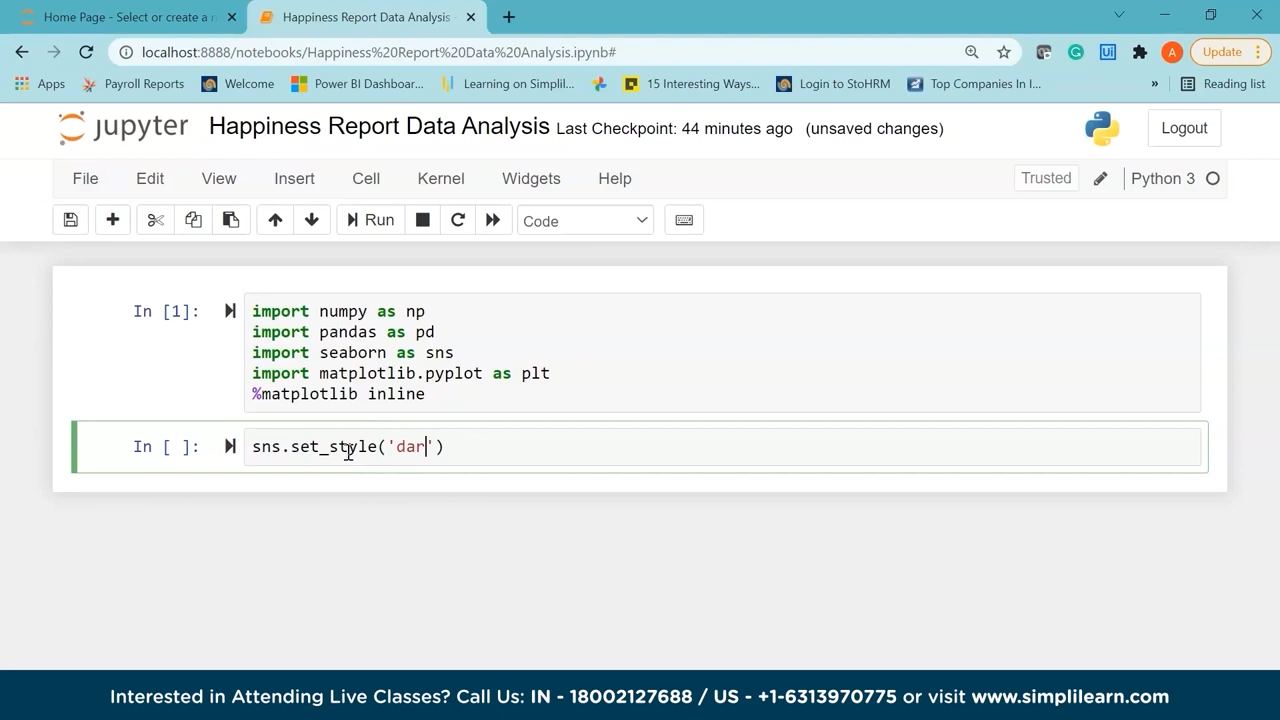 Home Page - Select or create a n
Happiness Report Data Analysis -
localhost:8888/notebooks/Happiness%20Report%20Data%20Analysis.ipynb#
A
Update
Apps
Payroll Reports
Welcome
Power BI Dashboar...
Learning on Simplil...
15 Interesting Ways...
Login to StoHRM
Top Companies In I...
»
Reading list
jupyter Happiness Report Data Analysis Last Checkpoint: 44 minutes ago (unsaved changes)
Logout
File Edit View Insert Cell Kernel Widgets Help
Trusted
Python 3
Run
Code
In [1]:
import numpy as np
import pandas as pd
import seaborn as sns
import matplotlib.pyplot as plt
%matplotlib inline
In [ ]:
sns.set_style('dar')
Interested in Attending Live Classes? Call Us: IN - 18002127688 / US - +1-6313970775 or visit www.simplilearn.com